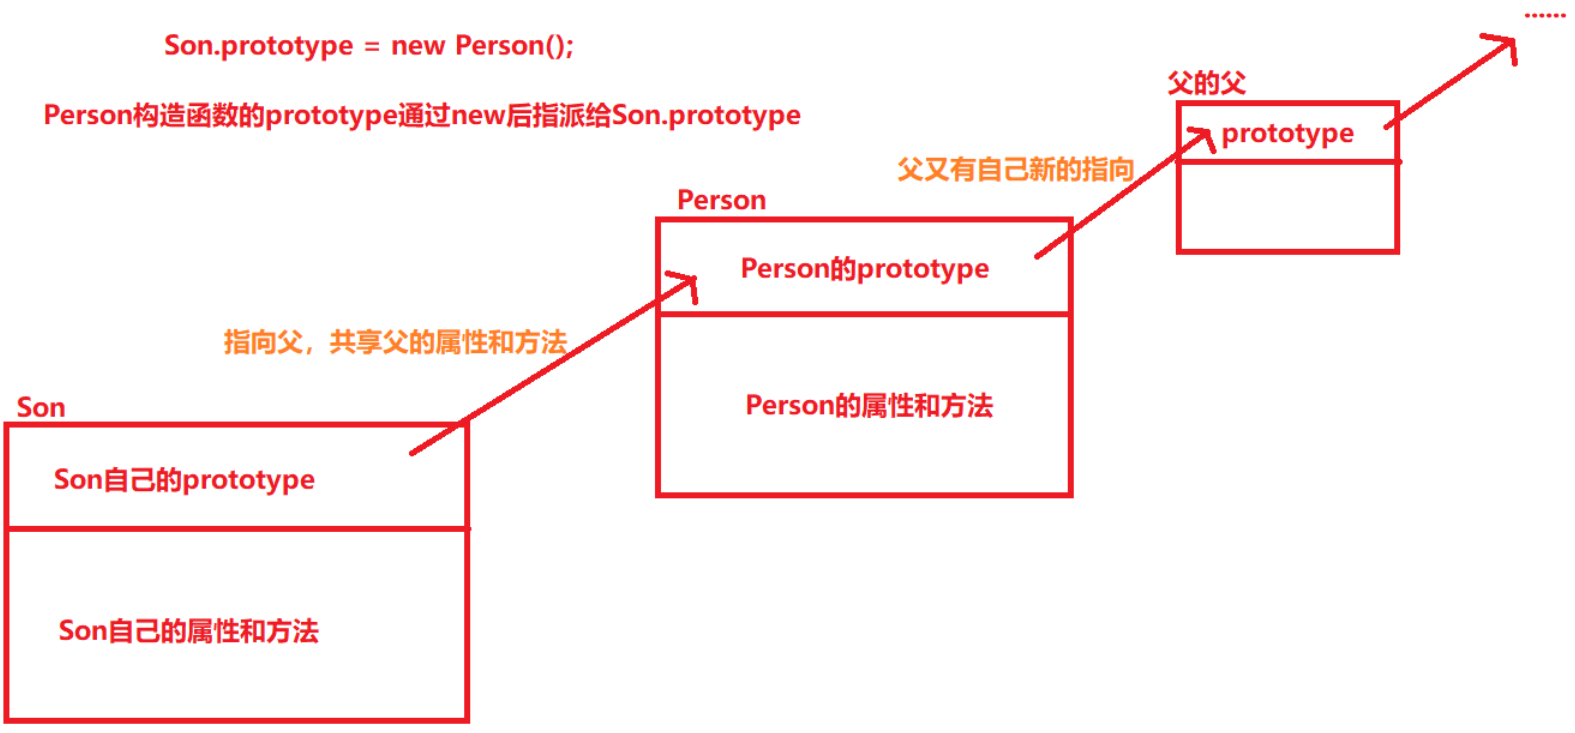 ......
Son.prototype = new Person();
父的父
Person构造函数的prototype通过new后指派给Son.prototype
prototype
父又有自己新的指向
Person
Person的prototype
指向父，共享父的属性和方法
Person的属性和方法
Son
Son自己的prototype
Son自己的属性和方法